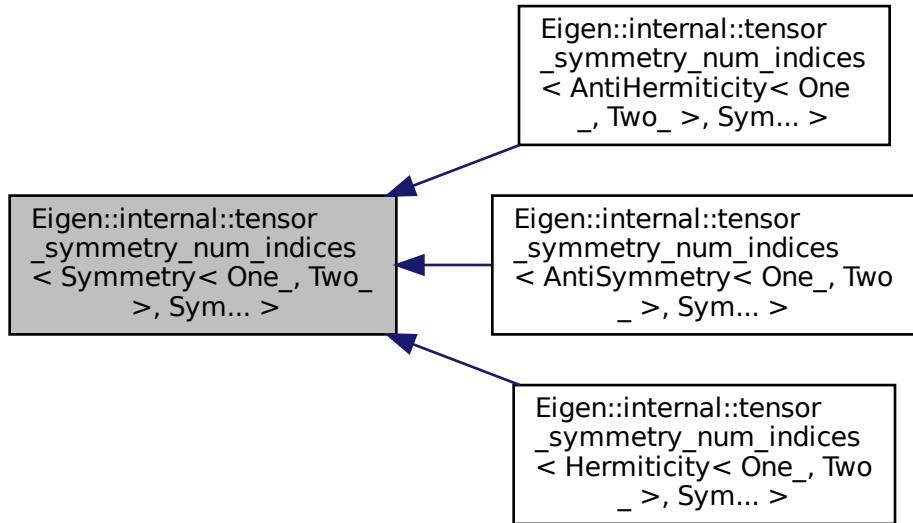 Eigen::internal::tensor
_symmetry_num_indices
< AntiHermiticity< One
_, Two_ >, Sym... >
Eigen::internal::tensor
_symmetry_num_indices
< Symmetry< One_, Two_
>, Sym... >
Eigen::internal::tensor
_symmetry_num_indices
< AntiSymmetry< One_, Two
_ >, Sym... >
Eigen::internal::tensor
_symmetry_num_indices
< Hermiticity< One_, Two
_ >, Sym... >